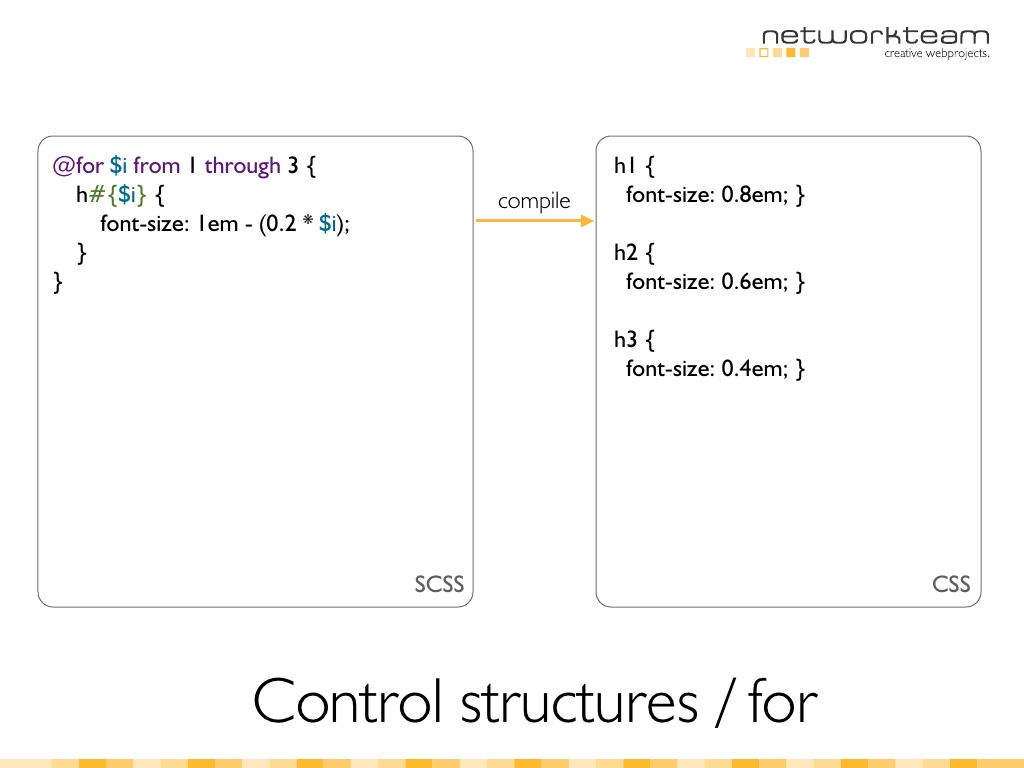 networkteam
creative webprojects.
@for $i from 1 through 3 {
    h#{$i} {
        font-size: 1em - (0.2 * $i);
    }
}
SCSS
compile
h1 {
  font-size: 0.8em; }

h2 {
  font-size: 0.6em; }

h3 {
  font-size: 0.4em; }
CSS
Control structures / for